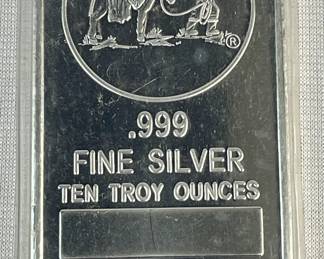 ®
.999
FINE SILVER
TEN TROY OUNCES